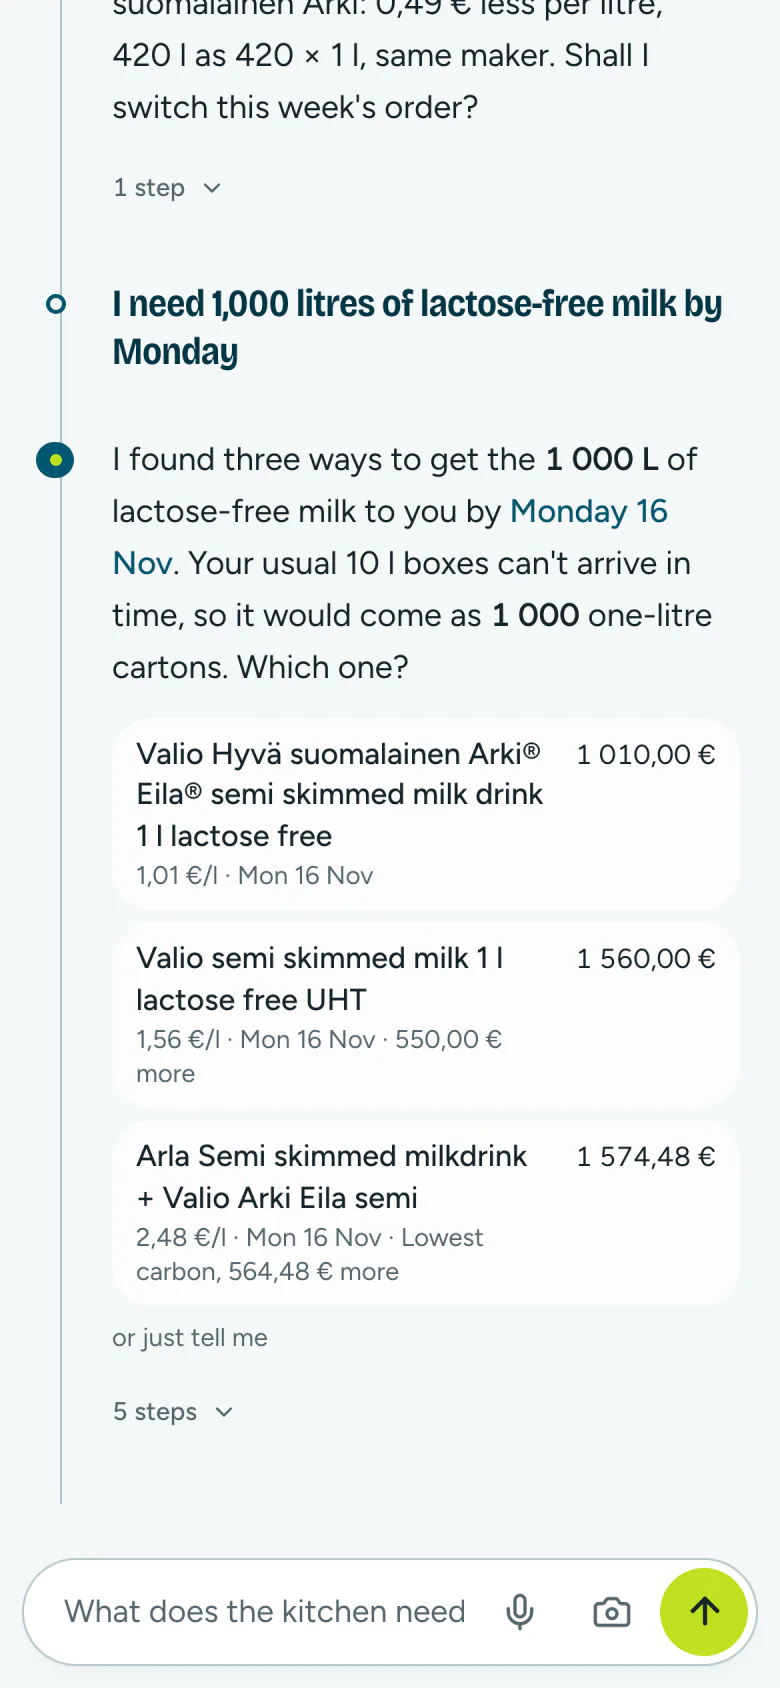 suomalainen Arki: 0,49 € less per litre,
420 l as 420 × 1 l, same maker. Shall I
switch this week's order?
1 step
I need 1,000 litres of lactose-free milk by
Monday
I found three ways to get the 1 000 L of
lactose-free milk to you by Monday 16
Nov. Your usual 10 l boxes can't arrive in
time, so it would come as 1 000 one-litre
cartons. Which one?
Valio Hyvä suomalainen Arki® 1 010,00 €
Eila® semi skimmed milk drink
1 l lactose free
1,01 €/l · Mon 16 Nov
Valio semi skimmed milk 1 l 1 560,00 €
lactose free UHT
1,56 €/l · Mon 16 Nov · 550,00 €
more
Arla Semi skimmed milkdrink 1 574,48 €
+ Valio Arki Eila semi
2,48 €/l · Mon 16 Nov · Lowest
carbon, 564,48 € more
or just tell me
5 steps
What does the kitchen need